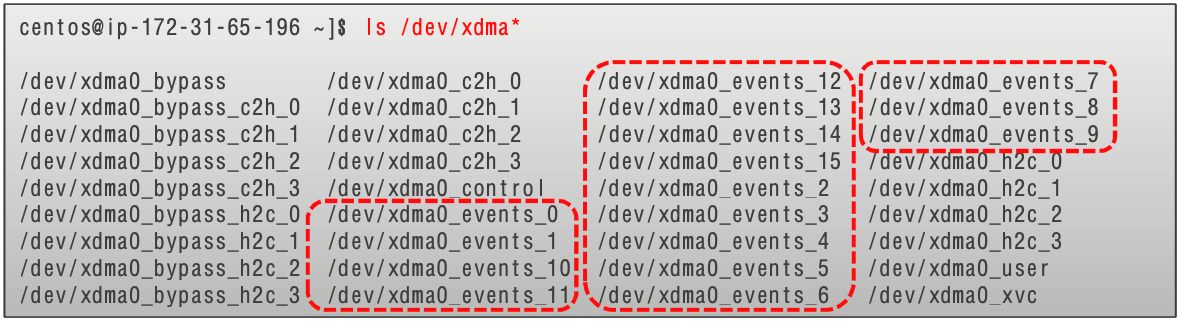 centos@ip-172-31-65-196 ~]$ ls /dev/xdma*
/dev/xdma0_bypass /dev/xdma0_c2h_0 /dev/xdma0_events_12 /dev/xdma0_events_7
/dev/xdma0_bypass_c2h_0 /dev/xdma0_c2h_1 /dev/xdma0_events_13 /dev/xdma0_events_8
/dev/xdma0_bypass_c2h_1 /dev/xdma0_c2h_2 /dev/xdma0_events_14 /dev/xdma0_events_9
/dev/xdma0_bypass_c2h_2 /dev/xdma0_c2h_3 /dev/xdma0_events_15 /dev/xdma0_h2c_0
/dev/xdma0_bypass_c2h_3 /dev/xdma0_control /dev/xdma0_events_2 /dev/xdma0_h2c_1
/dev/xdma0_bypass_h2c_0 /dev/xdma0_events_0 /dev/xdma0_events_3 /dev/xdma0_h2c_2
/dev/xdma0_bypass_h2c_1 /dev/xdma0_events_1 /dev/xdma0_events_4 /dev/xdma0_h2c_3
/dev/xdma0_bypass_h2c_2 /dev/xdma0_events_10 /dev/xdma0_events_5 /dev/xdma0_user
/dev/xdma0_bypass_h2c_3 /dev/xdma0_events_11 /dev/xdma0_events_6 /dev/xdma0_xvc